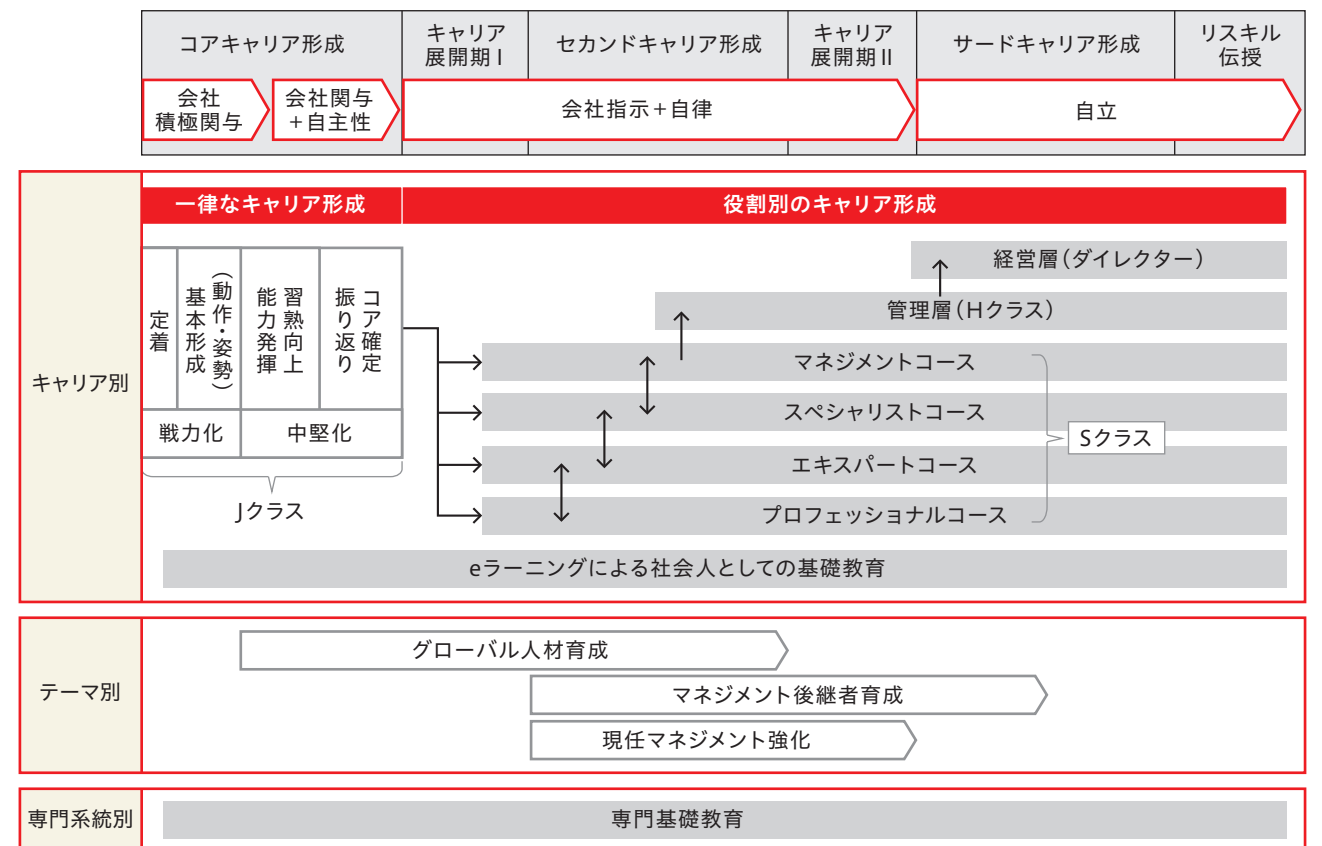 コアキャリア形成
キャリア
展開期Ⅰ
セカンドキャリア形成
キャリア
展開期Ⅱ
サードキャリア形成
リスキル
伝授
会社
積極関与
会社関与
+自主性
会社指示+自律
自立
キャリア別
一律なキャリア形成
役割別のキャリア形成
定着
基本形成
(動作・姿勢)
能力発揮
習熟向上
振り返り
コア確定
戦力化
中堅化
Jクラス
経営層(ダイレクター)
管理層(Hクラス)
マネジメントコース
スペシャリストコース
エキスパートコース
プロフェッショナルコース
Sクラス
eラーニングによる社会人としての基礎教育
テーマ別
グローバル人材育成
マネジメント後継者育成
現任マネジメント強化
専門系統別
専門基礎教育